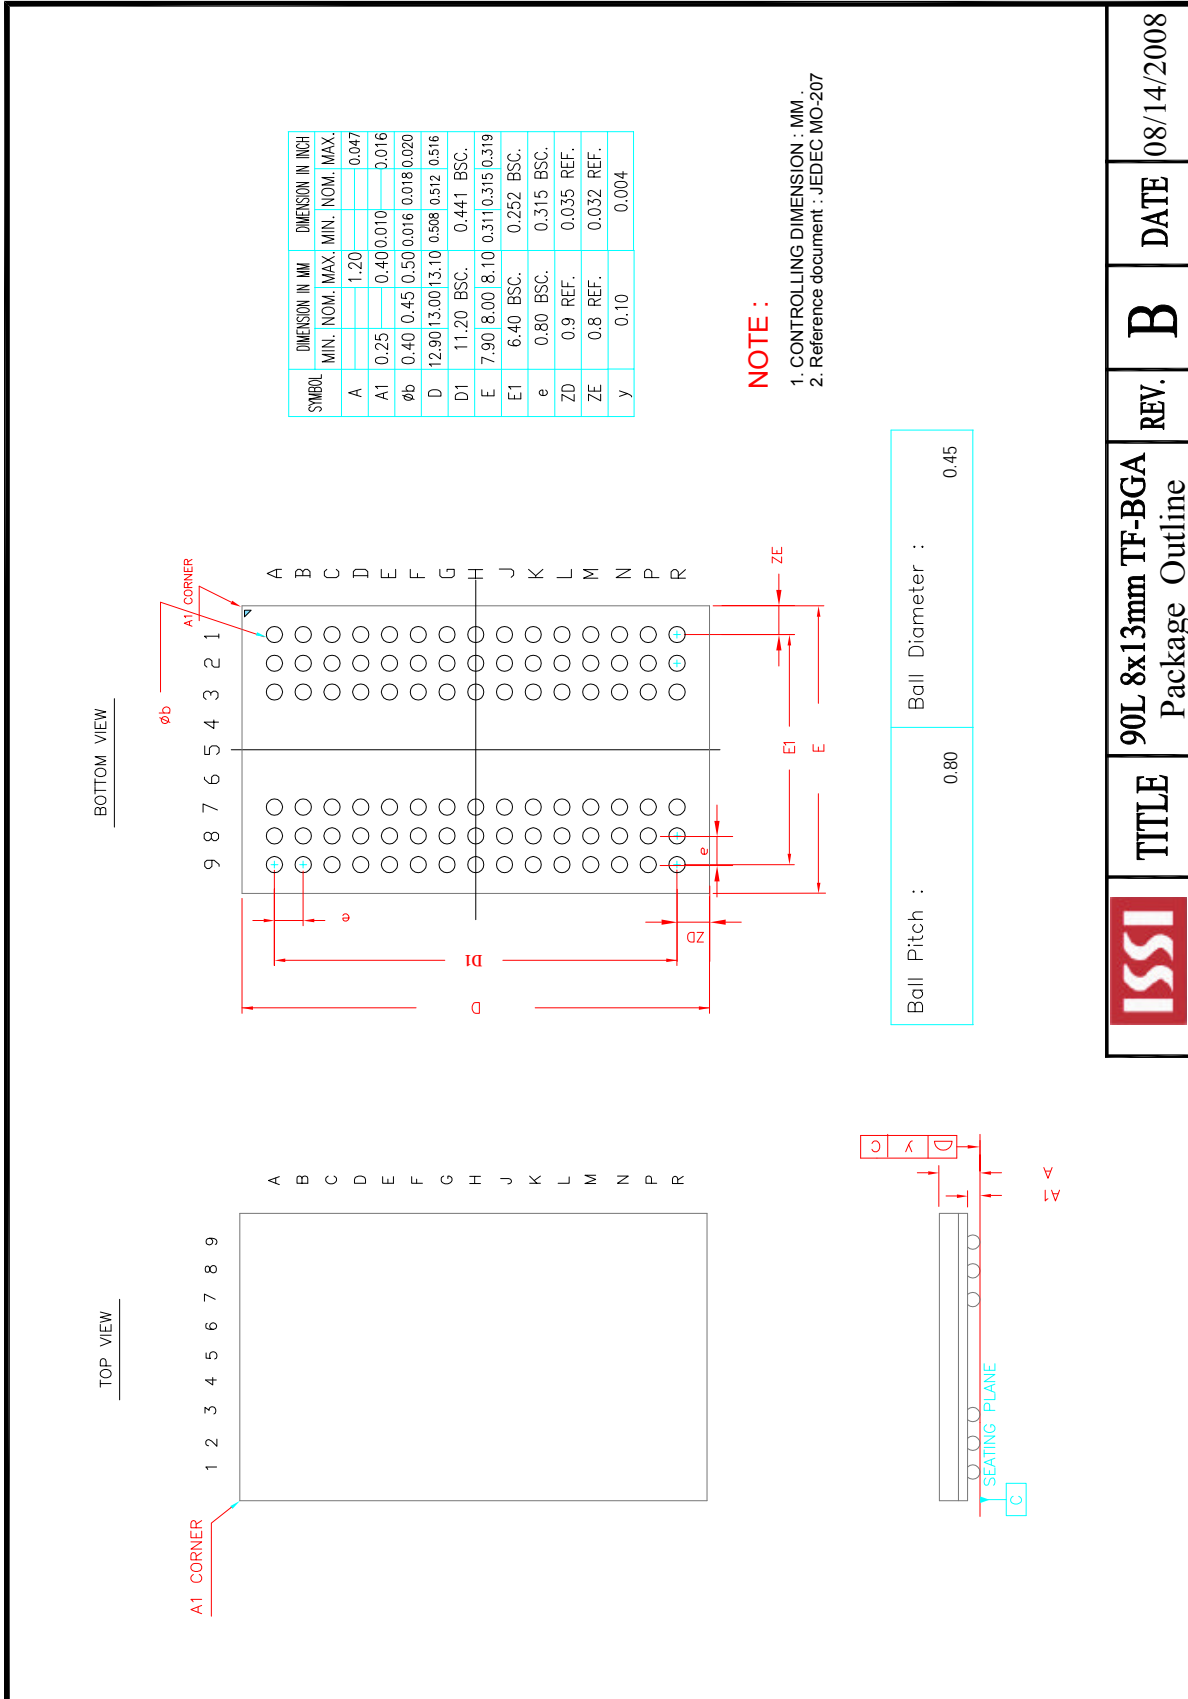 TOP VIEW
A1 CORNER
1 2 3 4 5 6 7 8 9
A
B
C
D
E
F
G
H
J
K
L
M
N
P
R
BOTTOM VIEW
9 8 7 6 5 4 3 2 1
A1 CORNER
Øb
A
B
C
D
E
F
G
H
J
K
L
M
N
P
R
e
D1
D
ZD
e
E1
E
ZE
SYMBOL DIMENSION IN MM DIMENSION IN INCH
MIN. NOM. MAX. MIN. NOM. MAX.
A 1.20 0.047
A1 0.25 0.40 0.010 0.016
Øb 0.40 0.45 0.50 0.016 0.018 0.020
D 12.90 13.00 13.10 0.508 0.512 0.516
D1 11.20 BSC. 0.441 BSC.
E 7.90 8.00 8.10 0.311 0.315 0.319
E1 6.40 BSC. 0.252 BSC.
e 0.80 BSC. 0.315 BSC.
ZD 0.9 REF. 0.035 REF.
ZE 0.8 REF. 0.032 REF.
y 0.10 0.004
NOTE :
1. CONTROLLING DIMENSION : MM .
2. Reference document : JEDEC MO-207
Ball Pitch : 0.80
Ball Diameter : 0.45
C y
A
A1
SEATING PLANE
C
ISSI
TITLE
90L 8x13mm TF-BGA
Package Outline
REV.
B
DATE
08/14/2008